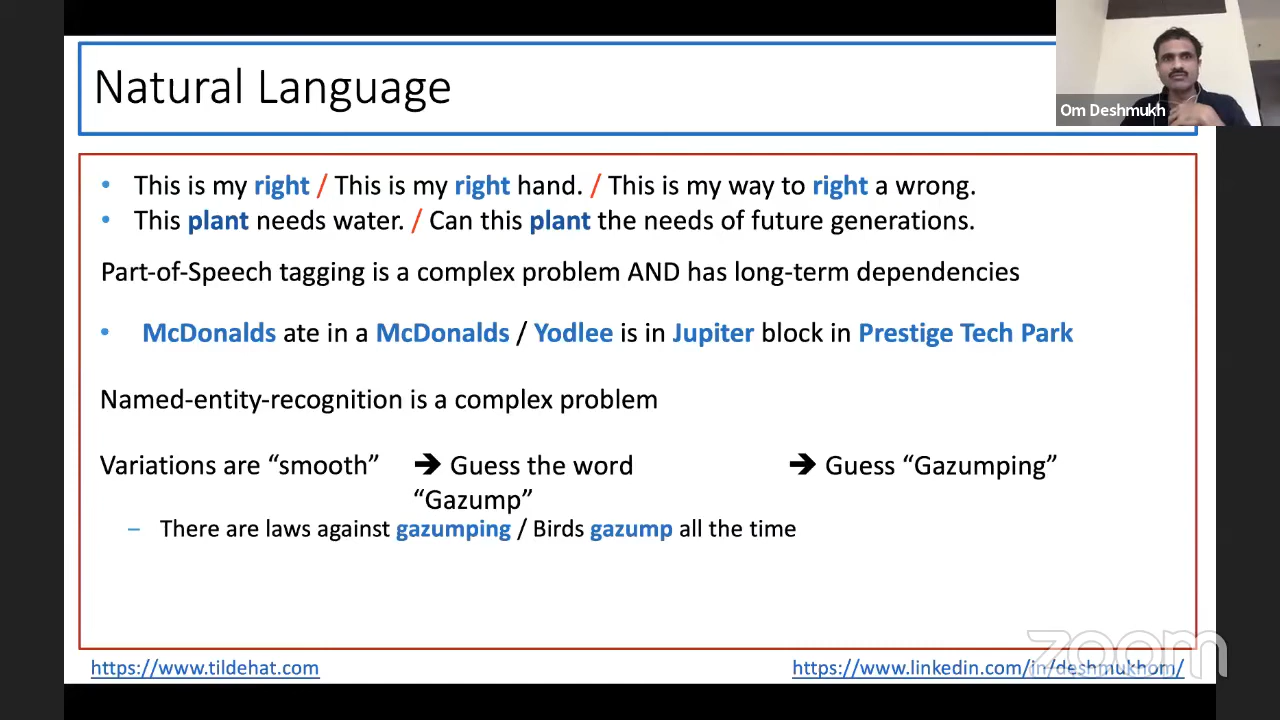 Natural Language
Om Deshmukh
• This is my right / This is my right hand. / This is my way to right a wrong.
• This plant needs water. / Can this plant the needs of future generations.
Part-of-Speech tagging is a complex problem AND has long-term dependencies
• McDonalds ate in a McDonalds / Yodlee is in Jupiter block in Prestige Tech Park
Named-entity-recognition is a complex problem
Variations are “smooth” ➔ Guess the word ➔ Guess “Gazumping”
“Gazump”
– There are laws against gazumping / Birds gazump all the time
zoom
https://www.tildehat.com https://www.linkedin.com/in/deshmukhom/